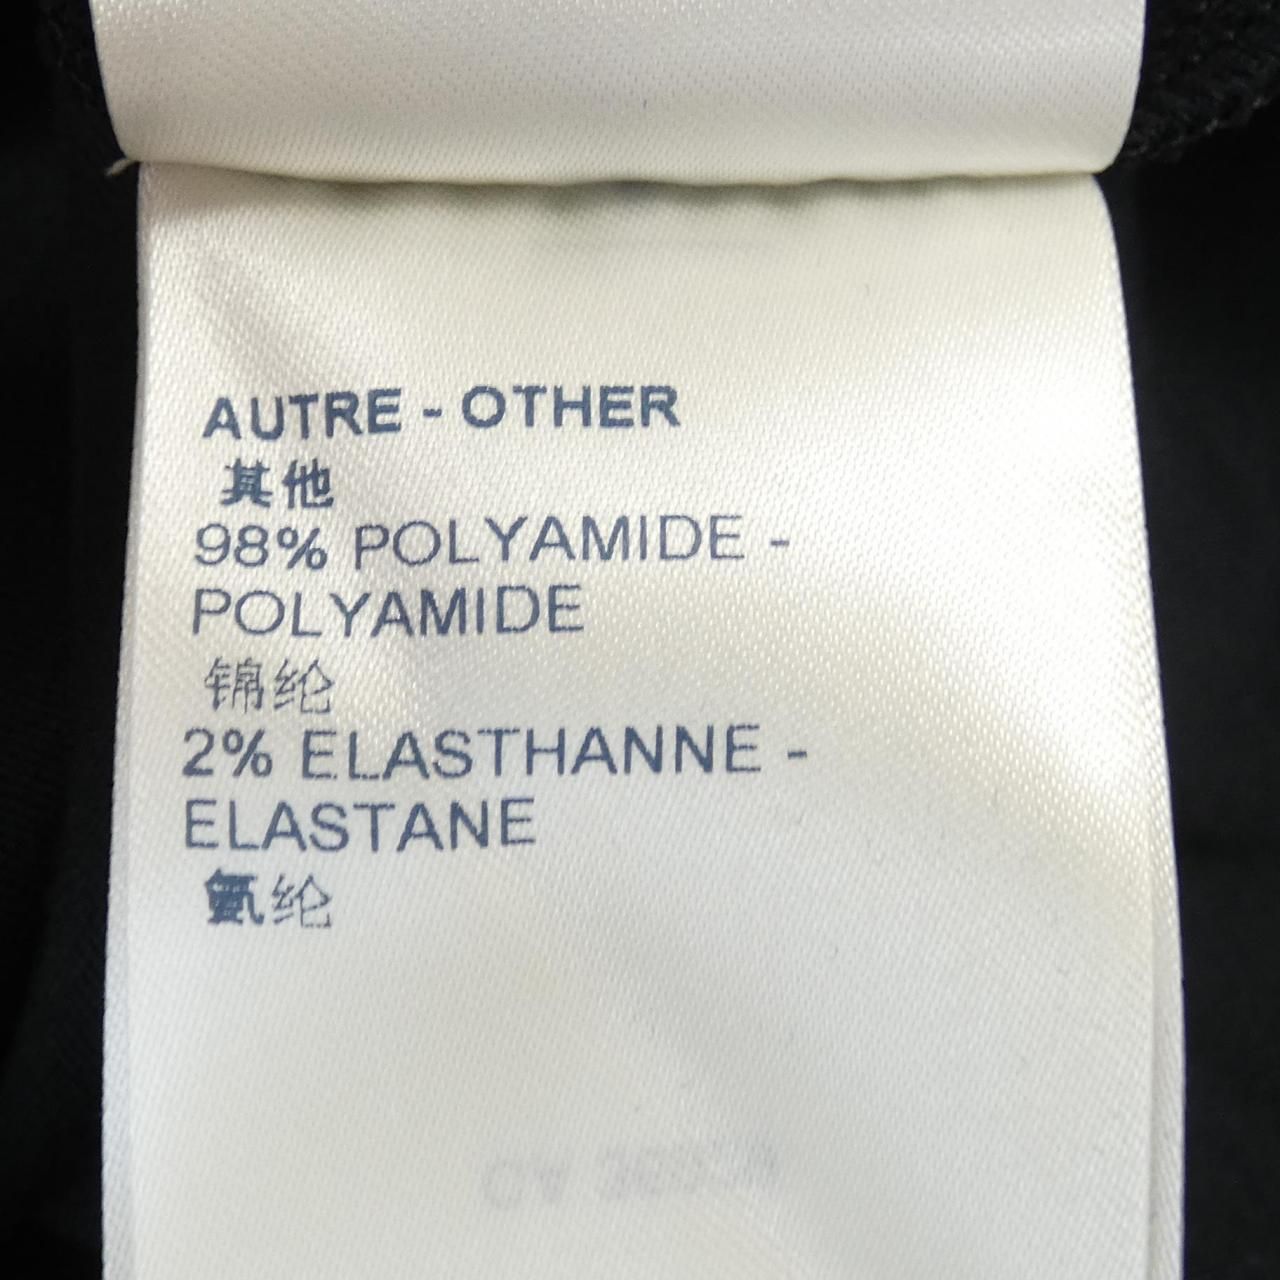 AUTRE - OTHER
其他
98% POLYAMIDE -
POLYAMIDE
锦纶
2% ELASTHANNE -
ELASTANE
氨纶